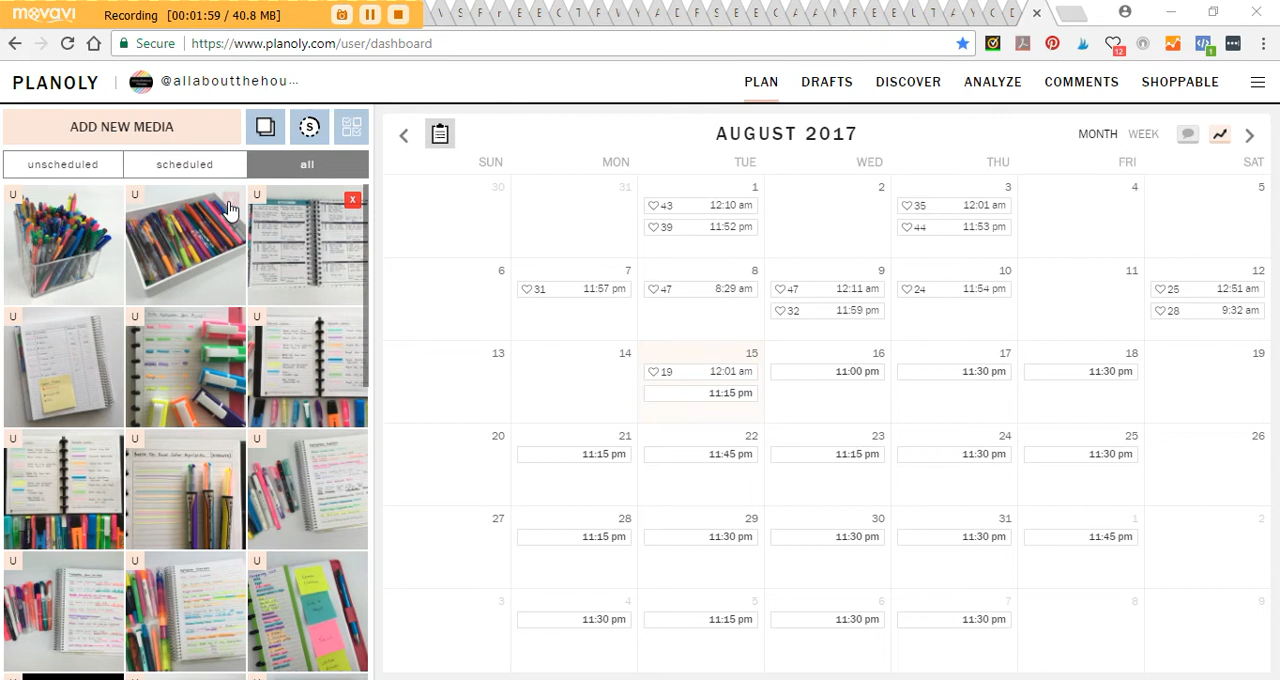 movavi Recording [00:01:59 / 40.8 MB]
V S F r E E C T F W Y A D F S E E C A A N F E E U T A Y C D
Secure https://www.planoly.com/user/dashboard
12 1
PLANOLY @allaboutthehou... PLAN DRAFTS DISCOVER ANALYZE COMMENTS SHOPPABLE
ADD NEW MEDIA S
AUGUST 2017 MONTH WEEK
unscheduled scheduled all
SUN MON TUE WED THU FRI SAT
U U U x
30 31 1 2 3 4 5
43 12:10 am 35 12:01 am
39 11:52 pm 44 11:53 pm
6 7 8 9 10 11 12
31 11:57 pm 47 8:29 am 47 12:11 am 24 11:54 pm 25 12:51 am
32 11:59 pm 28 9:32 am
U U U
13 14 15 16 17 18 19
19 12:01 am 11:00 pm 11:30 pm 11:30 pm
11:15 pm
U U U
20 21 22 23 24 25 26
11:15 pm 11:45 pm 11:15 pm 11:30 pm 11:30 pm
27 28 29 30 31 1 2
11:15 pm 11:30 pm 11:30 pm 11:30 pm 11:45 pm
U U U
3 4 5 6 7 8 9
11:30 pm 11:15 pm 11:30 pm 11:30 pm